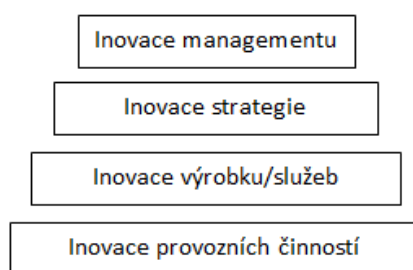 Inovace managementu
Inovace strategie
Inovace výrobku/služeb
Inovace provozních činností